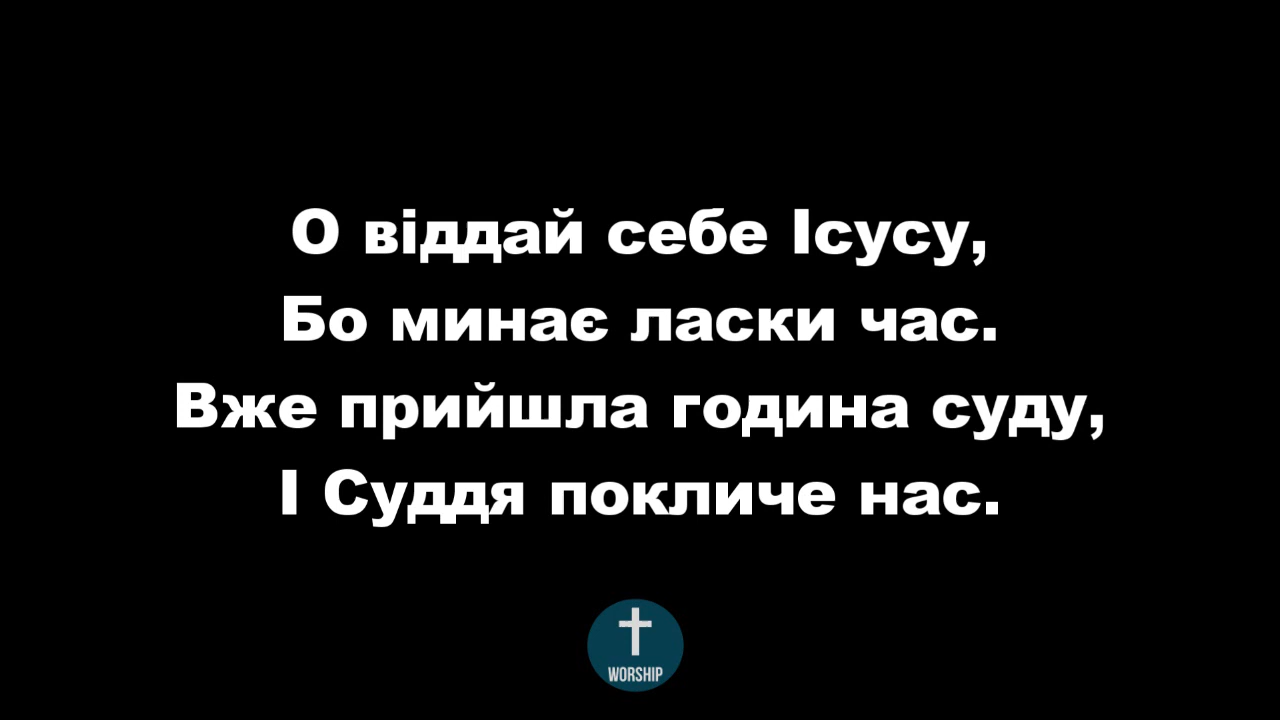 О віддай себе Ісусу,
Бо минає ласки час.
Вже прийшла година суду,
І Суддя покличе нас.
WORSHIP